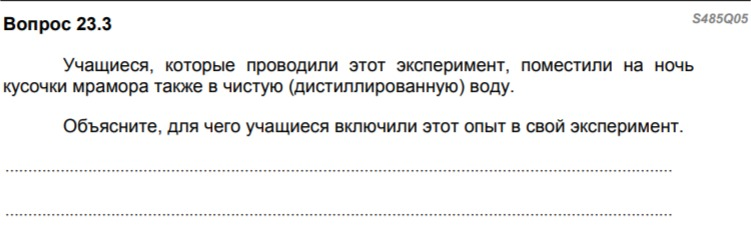 Вопрос 23.3
S485Q05
Учащиеся, которые проводили этот эксперимент, поместили на ночь
кусочки мрамора также в чистую (дистиллированную) воду.
Объясните, для чего учащиеся включили этот опыт в свой эксперимент.